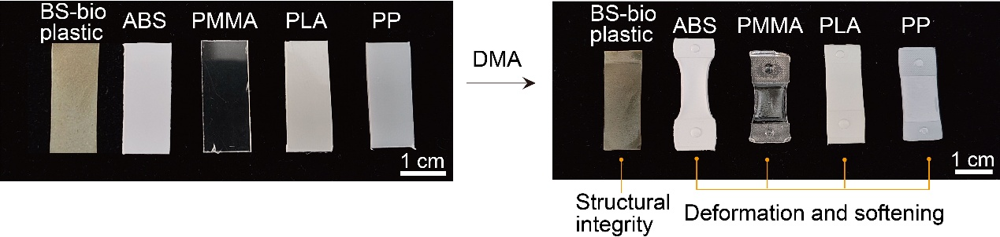 BS-bio
plastic
ABS
PMMA
PLA
PP
1 cm
DMA
BS-bio
plastic
ABS
PMMA
PLA
PP
1 cm
Structural
integrity
Deformation and softening